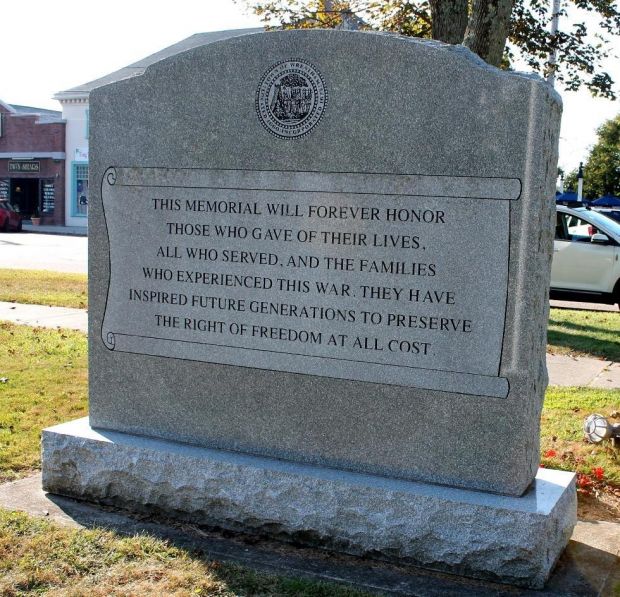 THIS MEMORIAL WILL FOREVER HONOR
THOSE WHO GAVE OF THEIR LIVES,
ALL WHO SERVED, AND THE FAMILIES
WHO EXPERIENCED THIS WAR. THEY HAVE
INSPIRED FUTURE GENERATIONS TO PRESERVE
THE RIGHT OF FREEDOM AT ALL COST